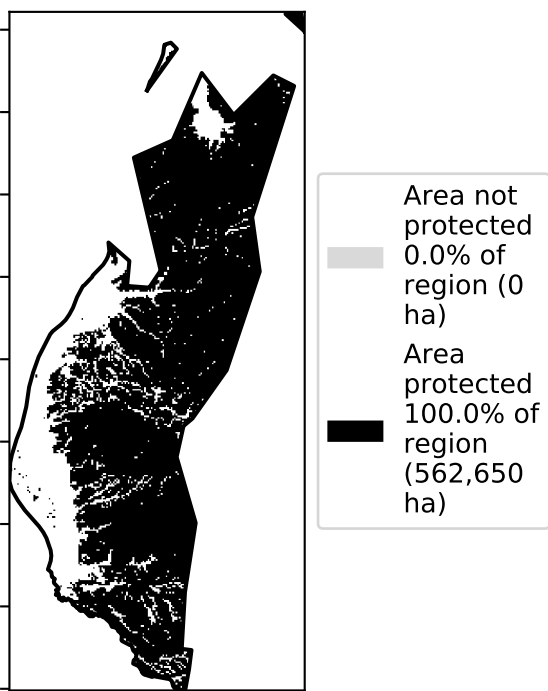 Area not
protected
0.0% of
region (0
ha)
Area
protected
100.0% of
region
(562,650
ha)